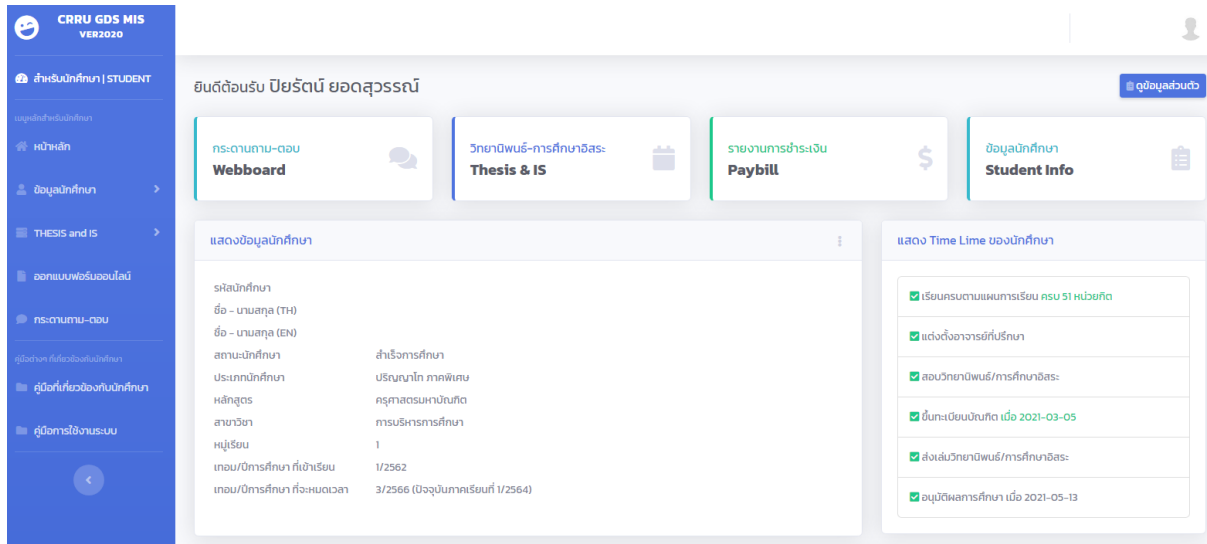 CRRU GDS MIS
VER2020
สำหรับนักศึกษา | STUDENT
เมนูหลักสำหรับนักศึกษา
หน้าหลัก
ข้อมูลนักศึกษา
THESIS and IS
ออกแบบฟอร์มออนไลน์
กระดานถาม-ตอบ
คู่มือต่างๆ ที่เกี่ยวข้องกับนักศึกษา
คู่มือที่เกี่ยวข้องกับนักศึกษา
คู่มือการใช้งานระบบ
ยินดีต้อนรับ ปิยรัตน์ ยอดสุวรรณ์
ดูข้อมูลส่วนตัว
กระดานถาม-ตอบ
Webboard
วิทยานิพนธ์-การศึกษาอิสระ
Thesis & IS
รายงานการชำระเงิน
Paybill
ข้อมูลนักศึกษา
Student Info
แสดงข้อมูลนักศึกษา
รหัสนักศึกษา
ชื่อ - นามสกุล (TH)
ชื่อ - นามสกุล (EN)
สถานะนักศึกษา สำเร็จการศึกษา
ประเภทนักศึกษา ปริญญาโท ภาคพิเศษ
หลักสูตร ครุศาสตรมหาบัณฑิต
สาขาวิชา การบริหารการศึกษา
หมู่เรียน 1
เทอม/ปีการศึกษา ที่เข้าเรียน 1/2562
เทอม/ปีการศึกษา ที่จะหมดเวลา 3/2566 (ปัจจุบันภาคเรียนที่ 1/2564)
แสดง Time Lime ของนักศึกษา
เรียนครบตามแผนการเรียน ครบ 51 หน่วยกิต
แต่งตั้งอาจารย์ที่ปรึกษา
สอบวิทยานิพนธ์/การศึกษาอิสระ
ขึ้นทะเบียนบัณฑิต เมื่อ 2021-03-05
ส่งเล่มวิทยานิพนธ์/การศึกษาอิสระ
อนุมัติผลการศึกษา เมื่อ 2021-05-13